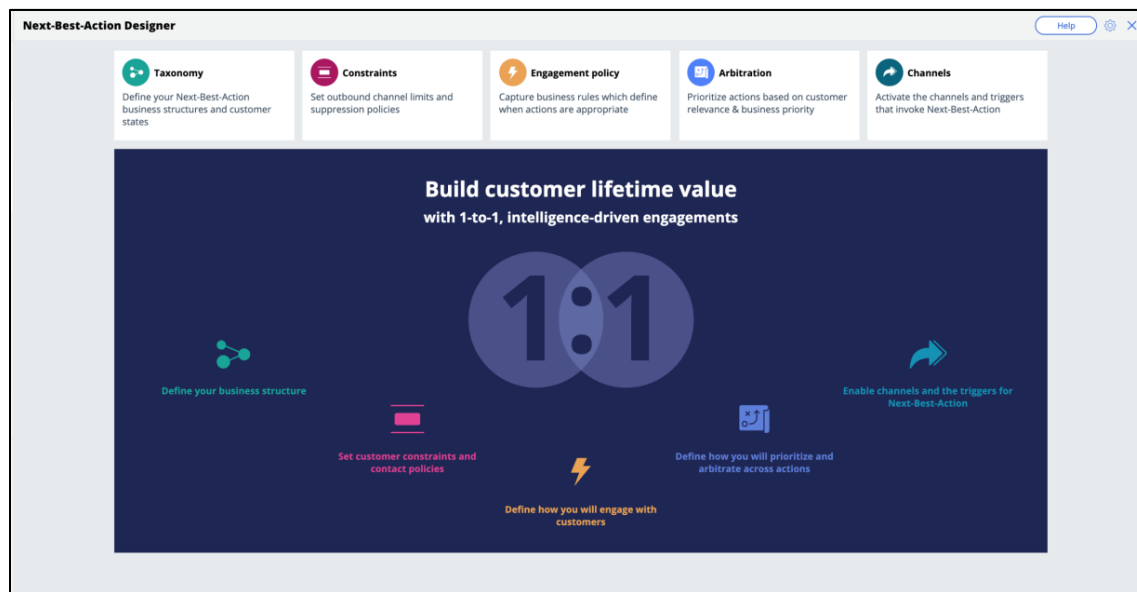 Next-Best-Action Designer
Help
Taxonomy
Define your Next-Best-Action
business structures and customer
states
Constraints
Set outbound channel limits and
suppression policies
Engagement policy
Capture business rules which define
when actions are appropriate
Arbitration
Prioritize actions based on customer
relevance & business priority
Channels
Activate the channels and triggers
that invoke Next-Best-Action
Build customer lifetime value
with 1-to-1, intelligence-driven engagements
1:1
Define your business structure
Set customer constraints and
contact policies
Define how you will engage with
customers
Define how you will prioritize and
arbitrate across actions
Enable channels and the triggers for
Next-Best-Action